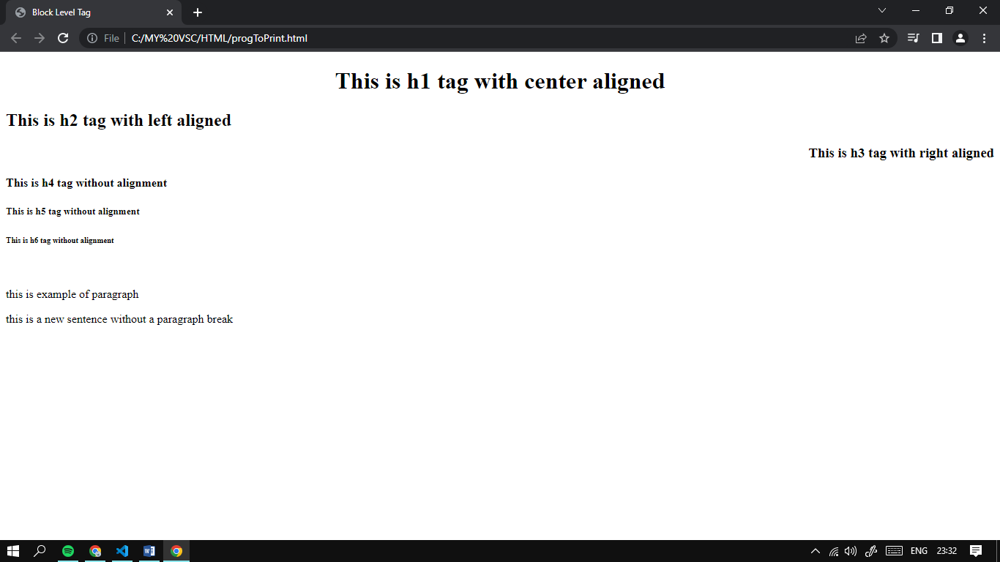 Block Level Tag
File
C:/MY%20VSC/HTML/progToPrint.html
This is h1 tag with center aligned
This is h2 tag with left aligned
This is h3 tag with right aligned
This is h4 tag without alignment
This is h5 tag without alignment
This is h6 tag without alignment
this is example of paragraph
this is a new sentence without a paragraph break
ENG 23:32